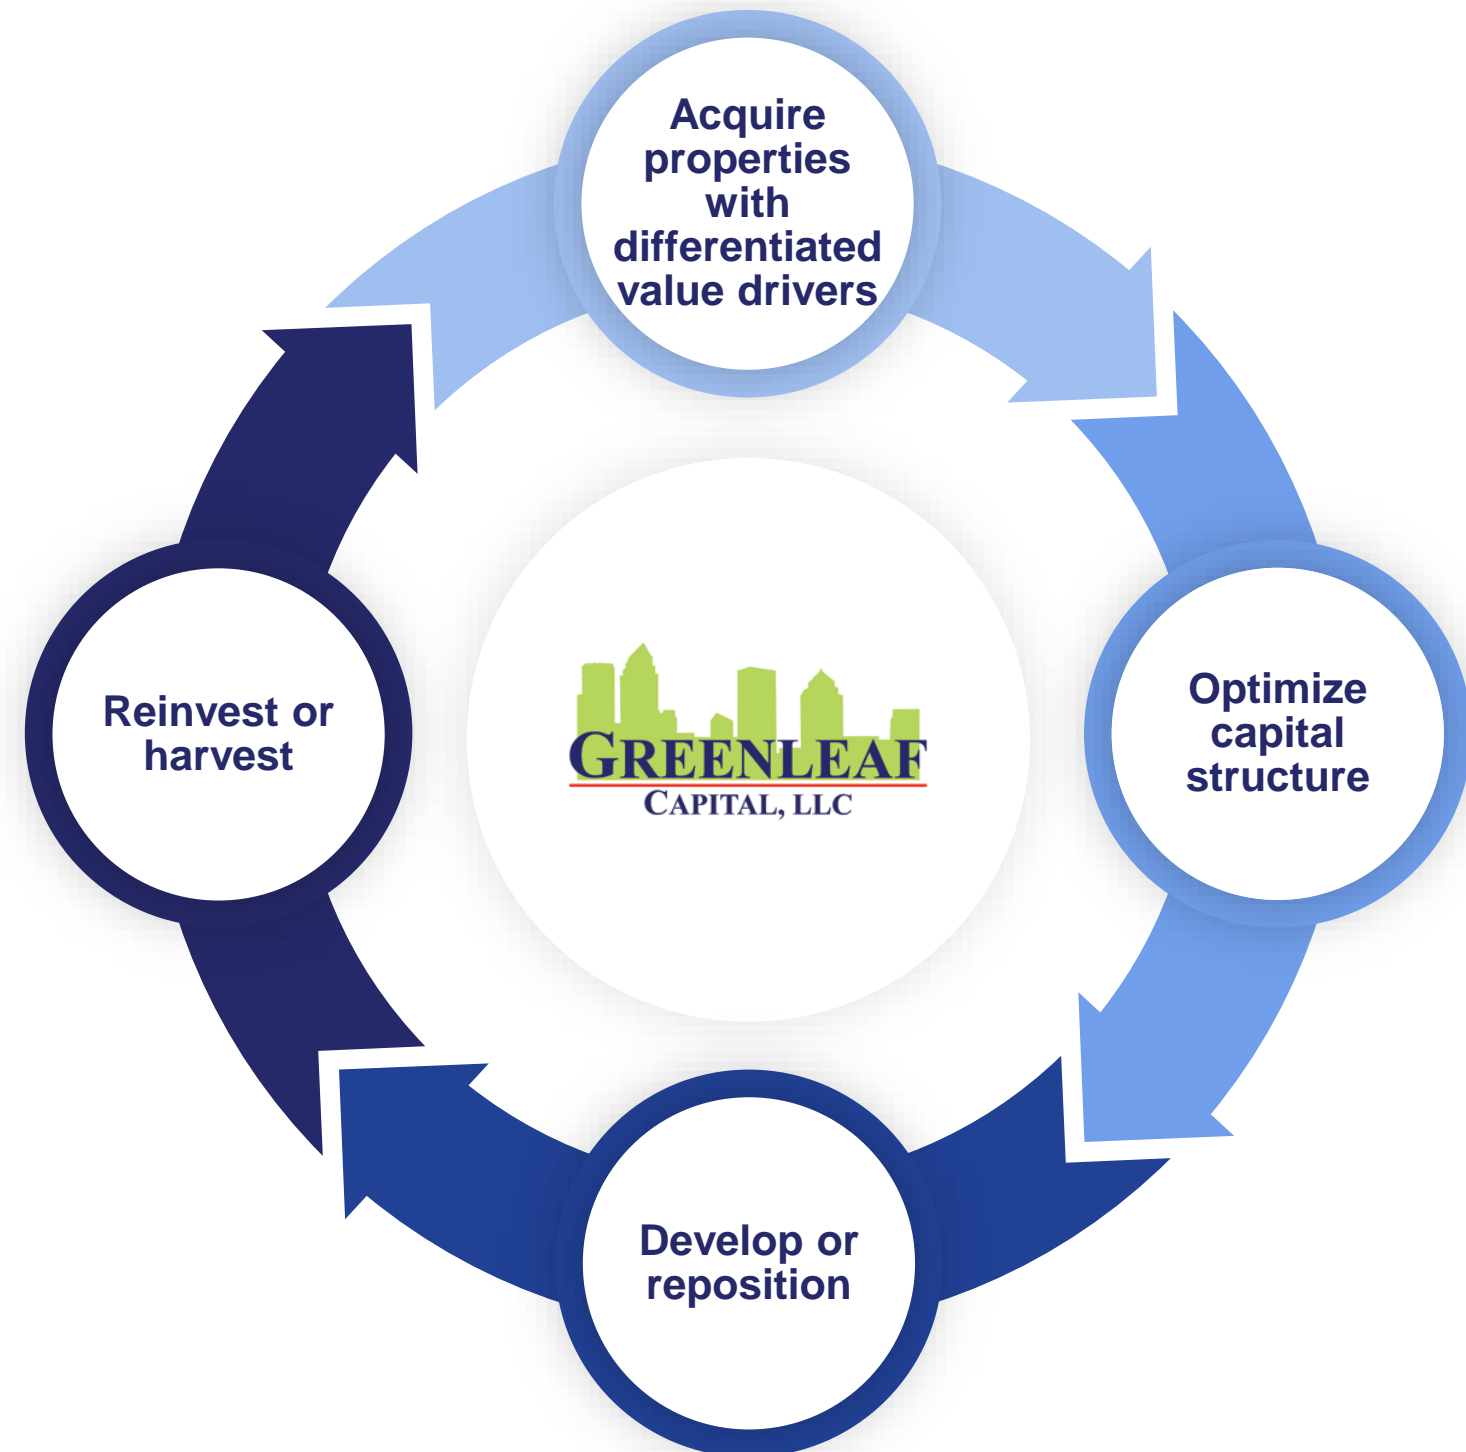 Acquire
properties
with
differentiated
value drivers
Optimize
capital
structure
Develop or
reposition
Reinvest or
harvest
GREENLEAF
CAPITAL, LLC